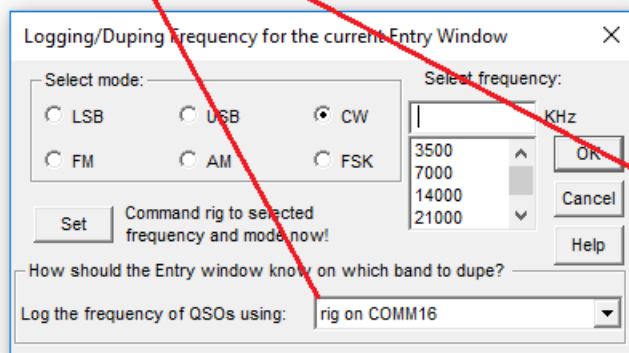 Logging/Duping Frequency for the current Entry Window
Select mode:
LSB
USB
CW
FM
AM
FSK
Select frequency:
KHz
3500
7000
14000
21000
OK
Cancel
Help
Set
Command rig to selected
frequency and mode now!
How should the Entry window know on which band to dupe?
Log the frequency of QSOs using:
rig on COMM16